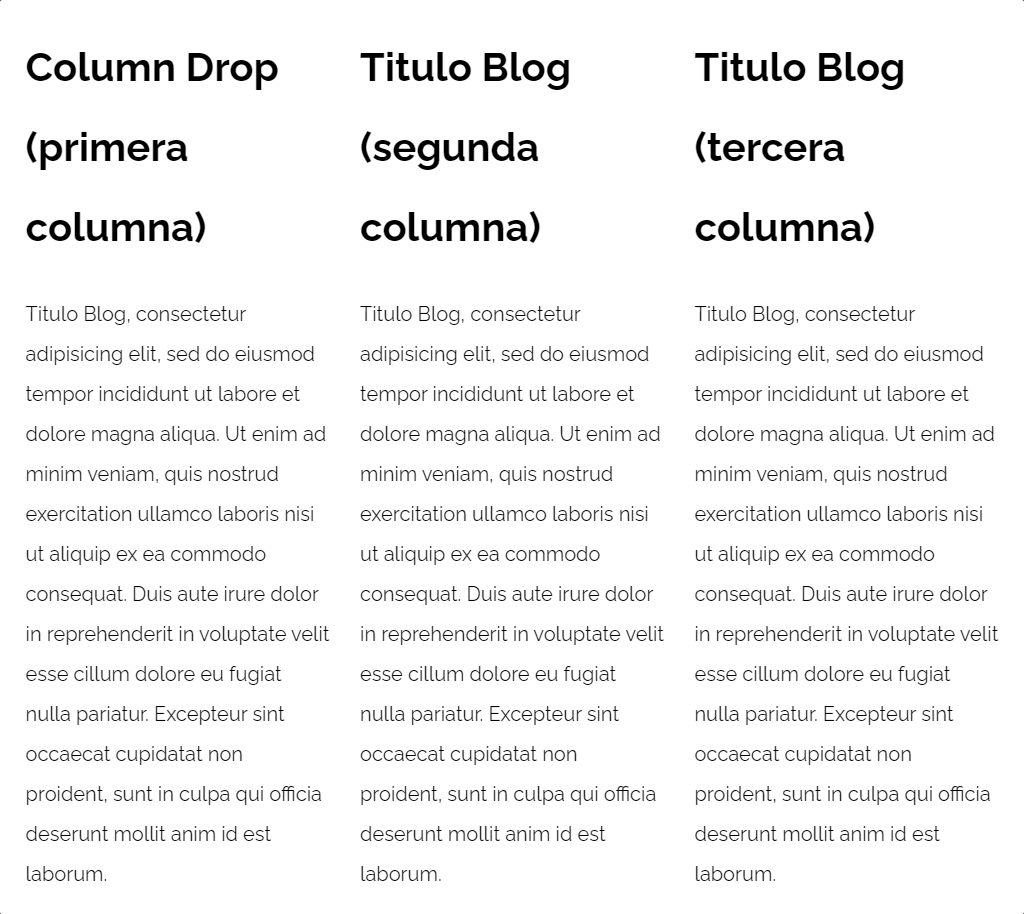 Column Drop
(primera
columna)
Titulo Blog, consectetur
adipisicing elit, sed do eiusmod
tempor incididunt ut labore et
dolore magna aliqua. Ut enim ad
minim veniam, quis nostrud
exercitation ullamco laboris nisi
ut aliquip ex ea commodo
consequat. Duis aute irure dolor
in reprehenderit in voluptate velit
esse cillum dolore eu fugiat
nulla pariatur. Excepteur sint
occaecat cupidatat non
proident, sunt in culpa qui officia
deserunt mollit anim id est
laborum.
Titulo Blog
(segunda
columna)
Titulo Blog, consectetur
adipisicing elit, sed do eiusmod
tempor incididunt ut labore et
dolore magna aliqua. Ut enim ad
minim veniam, quis nostrud
exercitation ullamco laboris nisi
ut aliquip ex ea commodo
consequat. Duis aute irure dolor
in reprehenderit in voluptate velit
esse cillum dolore eu fugiat
nulla pariatur. Excepteur sint
occaecat cupidatat non
proident, sunt in culpa qui officia
deserunt mollit anim id est
laborum.
Titulo Blog
(tercera
columna)
Titulo Blog, consectetur
adipisicing elit, sed do eiusmod
tempor incididunt ut labore et
dolore magna aliqua. Ut enim ad
minim veniam, quis nostrud
exercitation ullamco laboris nisi
ut aliquip ex ea commodo
consequat. Duis aute irure dolor
in reprehenderit in voluptate velit
esse cillum dolore eu fugiat
nulla pariatur. Excepteur sint
occaecat cupidatat non
proident, sunt in culpa qui officia
deserunt mollit anim id est
laborum.